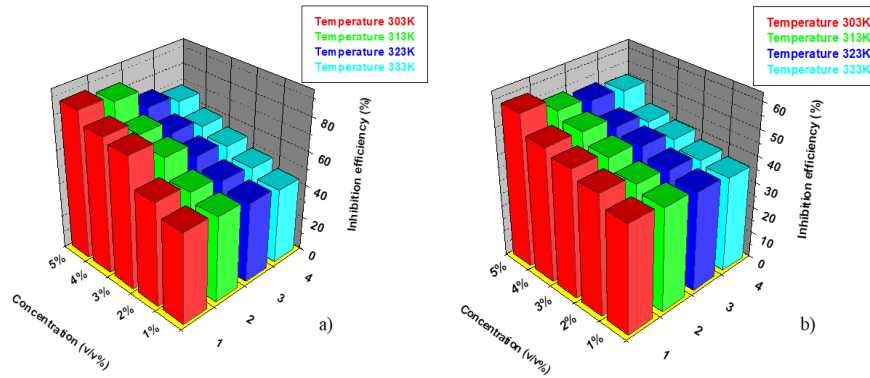 Temperature 303K
Temperature 313K
Temperature 323K
Temperature 333K
80
60
40
20
0
Inhibition efficiency (%)
5%
4%
3%
2%
1%
Concentration (v/v%)
1
2
3
4
a)
Temperature 303K
Temperature 313K
Temperature 323K
Temperature 333K
60
50
40
30
20
10
0
Inhibition efficiency (%)
5%
4%
3%
2%
1%
Concentration (v/v%)
1
2
3
4
b)